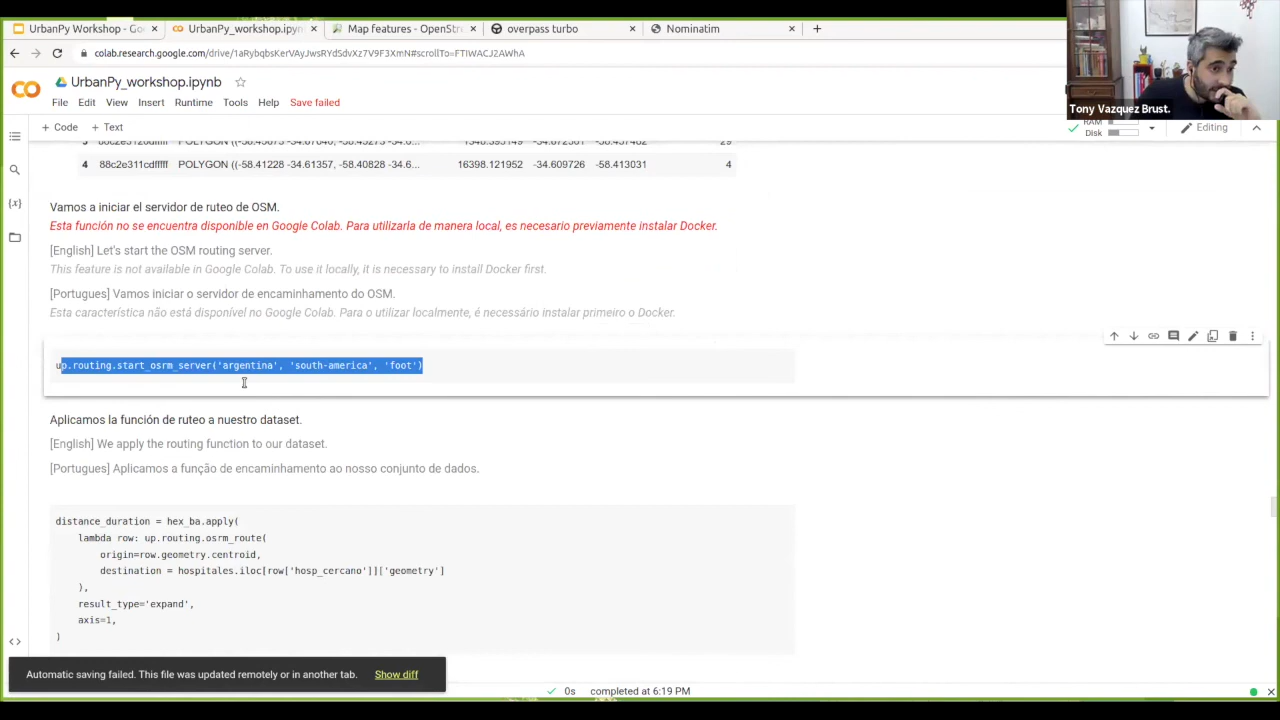 UrbanPy Workshop - Go
UrbanPy_workshop.ipyn
Map features - OpenStre
overpass turbo
Nominatim
colab.research.google.com/drive/1aRybqbsKerVAyJwsRYdSdvXz7V9F3XmN#scrollTo=FTIWACJ2AWhA
UrbanPy_workshop.ipynb
File Edit View Insert Runtime Tools Help Save failed
Tony Vazquez Brust.
+ Code + Text
RAM
Disk
Editing
4 88c2e311cdfffff POLYGON ((-58.41228 -34.61357, -58.40828 -34.6... 16398.121952 -34.609726 -58.413031 4
Vamos a iniciar el servidor de ruteo de OSM.
Esta función no se encuentra disponible en Google Colab. Para utilizarla de manera local, es necesario previamente instalar Docker.
[English] Let's start the OSM routing server.
This feature is not available in Google Colab. To use it locally, it is necessary to install Docker first.
[Portugues] Vamos iniciar o servidor de encaminhamento do OSM.
Esta característica não está disponível no Google Colab. Para o utilizar localmente, é necessário instalar primeiro o Docker.
up.routing.start_osrm_server('argentina', 'south-america', 'foot')
Aplicamos la función de ruteo a nuestro dataset.
[English] We apply the routing function to our dataset.
[Portugues] Aplicamos a função de encaminhamento ao nosso conjunto de dados.
distance_duration = hex_ba.apply(
lambda row: up.routing.osrm_route(
origin=row.geometry.centroid,
destination = hospitales.iloc[row['hosp_cercano']]['geometry']
),
result_type='expand',
axis=1,
)
Automatic saving failed. This file was updated remotely or in another tab. Show diff
0s completed at 6:19 PM